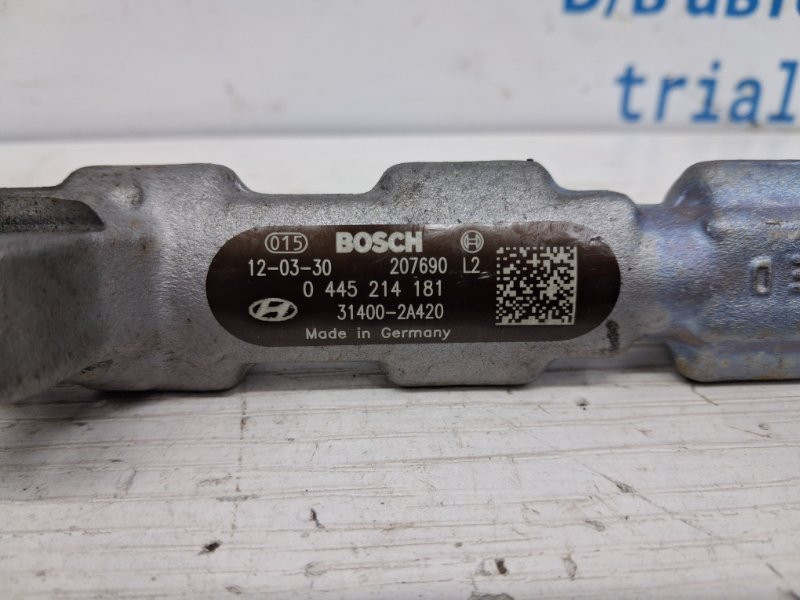 trial
015 BOSCH
12-03-30 207690 L2
0 445 214 181
31400-2A420
Made in Germany
D